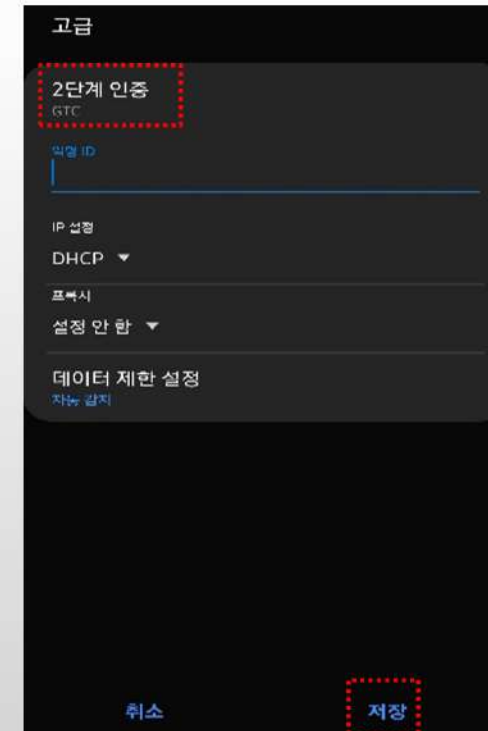 고급
2단계 인증
GTC
익명 ID
IP 설정
DHCP
프록시
설정 안 함
데이터 제한 설정
자동 감지
취소
저장